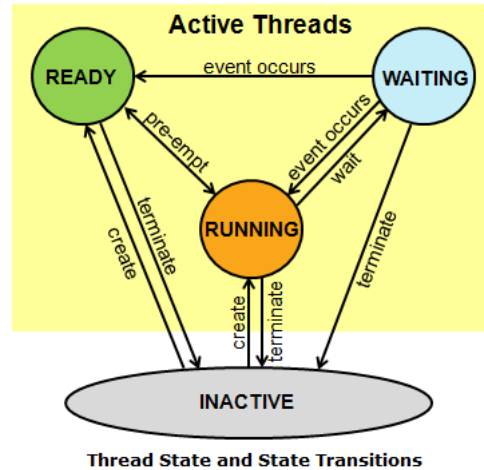 Active Threads
READY
event occurs
WAITING
pre-empt
event occurs
wait
RUNNING
create
terminate
create
terminate
terminate
INACTIVE
Thread State and State Transitions